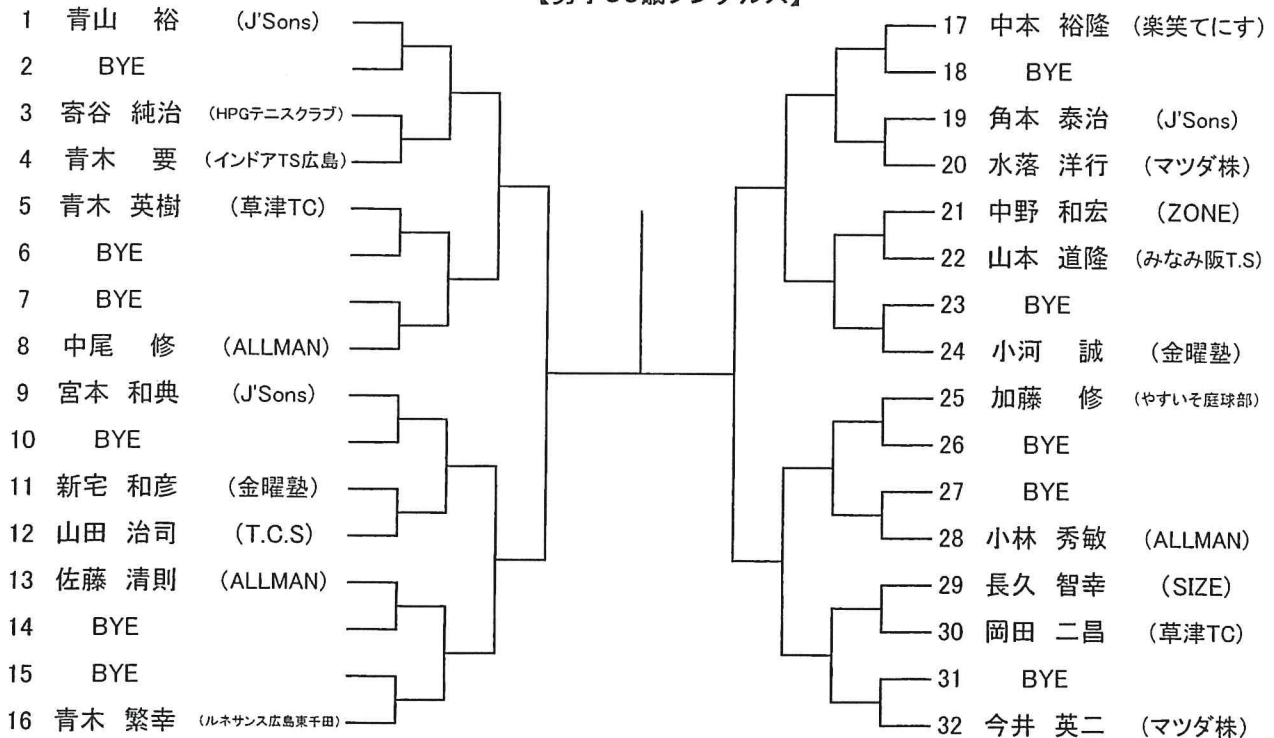 1 青山 裕 (J'Sons)
2 BYE
3 寄谷 純治 (HPGテニスクラブ)
4 青木 要 (インドアTS広島)
5 青木 英樹 (草津TC)
6 BYE
7 BYE
8 中尾 修 (ALLMAN)
9 宮本 和典 (J'Sons)
10 BYE
11 新宅 和彦 (金曜塾)
12 山田 治司 (T.C.S)
13 佐藤 清則 (ALLMAN)
14 BYE
15 BYE
16 青木 繁幸 (ルネサンス広島東千田)
17 中本 裕隆 (楽笑てにす)
18 BYE
19 角本 泰治 (J'Sons)
20 水落 洋行 (マツダ株)
21 中野 和宏 (ZONE)
22 山本 道隆 (みなみ阪T.S)
23 BYE
24 小河 誠 (金曜塾)
25 加藤 修 (やすいそ庭球部)
26 BYE
27 BYE
28 小林 秀敏 (ALLMAN)
29 長久 智幸 (SIZE)
30 岡田 二昌 (草津TC)
31 BYE
32 今井 英二 (マツダ株)